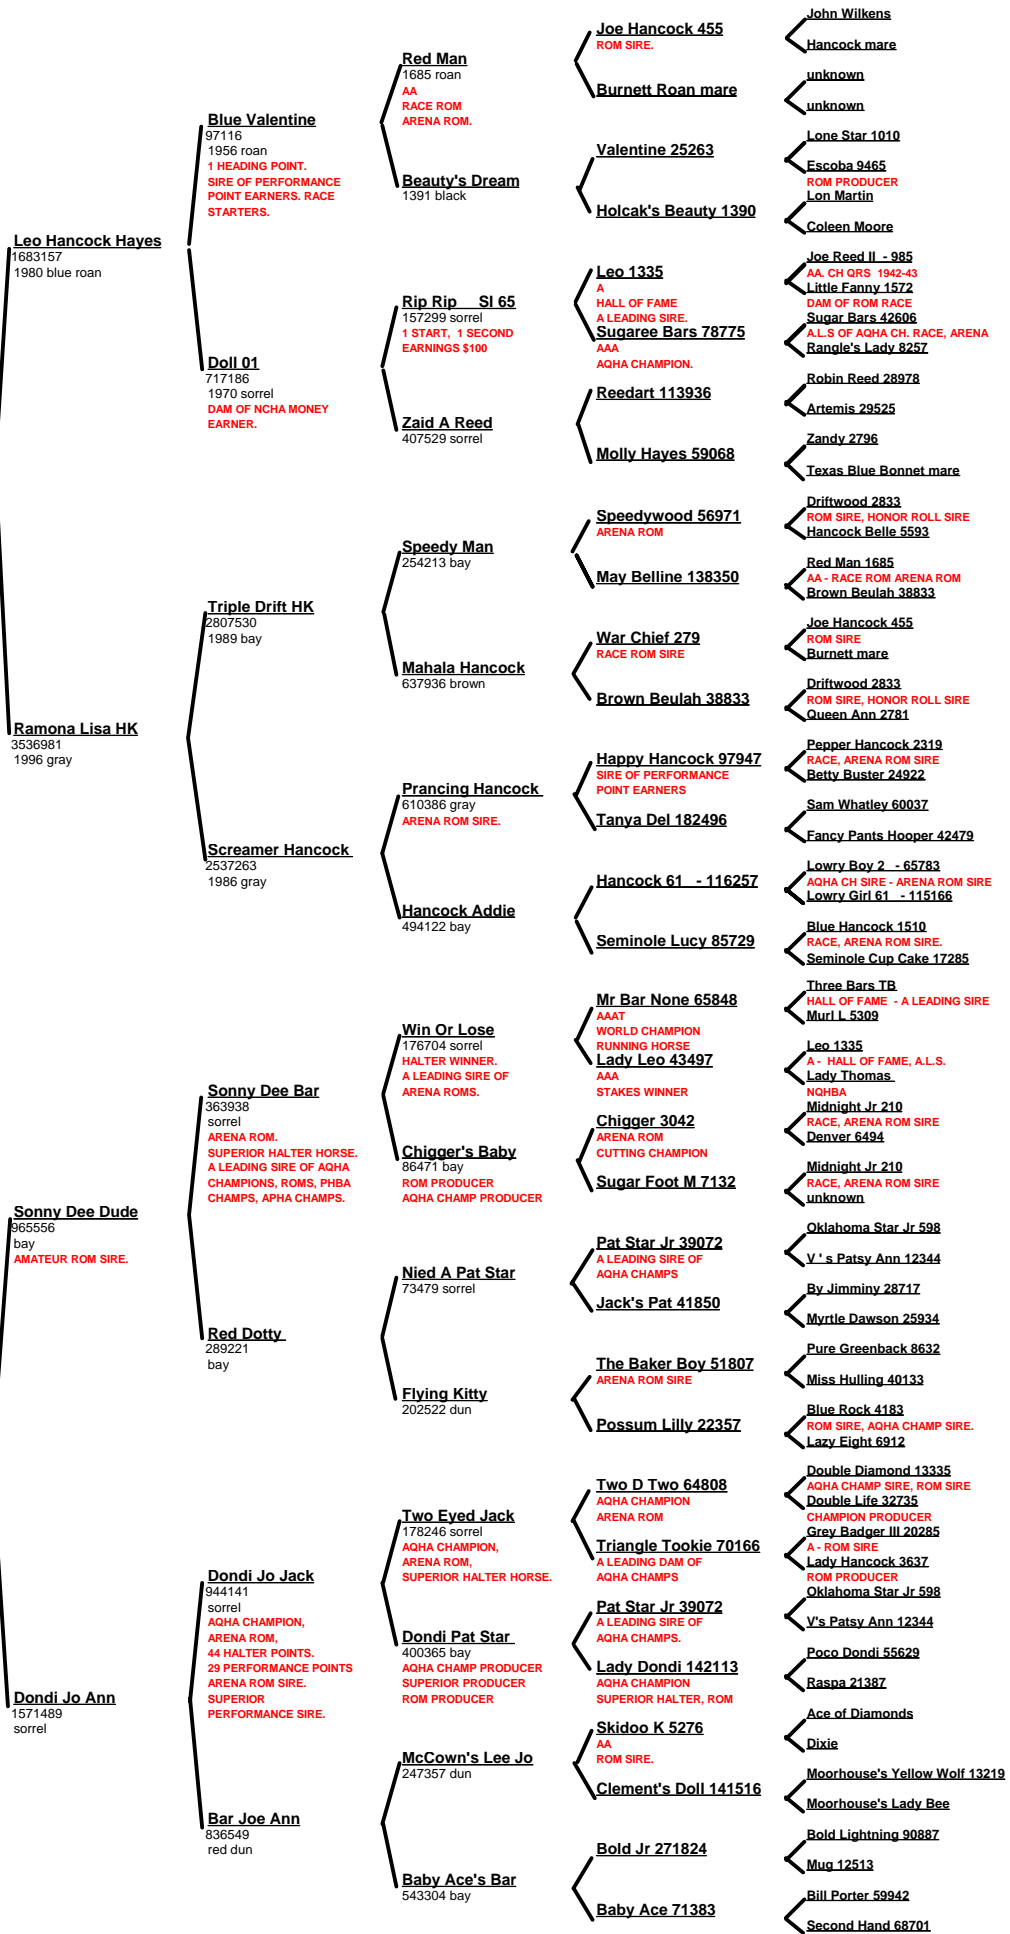 Leo Hancock Hayes
1683157
1980 blue roan
Ramona Lisa HK
3536981
1996 gray
Sonny Dee Dude
965556
bay
AMATEUR ROM SIRE.
Dondi Jo Ann
1571489
sorrel
Blue Valentine
97116
1956 roan
1 HEADING POINT.
SIRE OF PERFORMANCE
POINT EARNERS. RACE
STARTERS.
Doll 01
717186
1970 sorrel
DAM OF NCHA MONEY
EARNER.
Triple Drift HK
2807530
1989 bay
Screamer Hancock
2537263
1986 gray
Sonny Dee Bar
363938
sorrel
ARENA ROM.
SUPERIOR HALTER HORSE.
A LEADING SIRE OF AQHA
CHAMPIONS, ROMS, PHBA
CHAMPS, APHA CHAMPS.
Red Dotty
289221
bay
Dondi Jo Jack
944141
sorrel
AQHA CHAMPION,
ARENA ROM,
44 HALTER POINTS.
29 PERFORMANCE POINTS
ARENA ROM SIRE.
SUPERIOR
PERFORMANCE SIRE.
Bar Joe Ann
836549
red dun
Red Man
1685 roan
AA
RACE ROM
ARENA ROM.
Beauty's Dream
1391 black
Rip Rip SI 65
157299 sorrel
1 START, 1 SECOND
EARNINGS $100
Zaid A Reed
407529 sorrel
Speedy Man
254213 bay
Mahala Hancock
637936 brown
Prancing Hancock
610386 gray
ARENA ROM SIRE.
Hancock Addie
494122 bay
Win Or Lose
176704 sorrel
HALTER WINNER.
A LEADING SIRE OF
ARENA ROMS.
Chigger's Baby
86471 bay
ROM PRODUCER
AQHA CHAMP PRODUCER
Nied A Pat Star
73479 sorrel
Flying Kitty
202522 dun
Two Eyed Jack
178246 sorrel
AQHA CHAMPION,
ARENA ROM,
SUPERIOR HALTER HORSE.
Dondi Pat Star
400365 bay
AQHA CHAMP PRODUCER
SUPERIOR PRODUCER
ROM PRODUCER
McCown's Lee Jo
247357 dun
Baby Ace's Bar
543304 bay
Joe Hancock 455
ROM SIRE.
Burnett Roan mare
Valentine 25263
Holcak's Beauty 1390
Leo 1335
A
HALL OF FAME
A LEADING SIRE.
Sugaree Bars 78775
AAA
AQHA CHAMPION.
Reedart 113936
Molly Hayes 59068
Speedywood 56971
ARENA ROM
May Belline 138350
War Chief 279
RACE ROM SIRE
Brown Beulah 38833
Happy Hancock 97947
SIRE OF PERFORMANCE
POINT EARNERS
Tanya Del 182496
Hancock 61 - 116257
Seminole Lucy 85729
Mr Bar None 65848
AAAT
WORLD CHAMPION
RUNNING HORSE
Lady Leo 43497
AAA
STAKES WINNER
Chigger 3042
ARENA ROM
CUTTING CHAMPION
Sugar Foot M 7132
Pat Star Jr 39072
A LEADING SIRE OF
AQHA CHAMPS
Jack's Pat 41850
The Baker Boy 51807
ARENA ROM SIRE
Possum Lilly 22357
Two D Two 64808
AQHA CHAMPION
ARENA ROM
Triangle Tookie 70166
A LEADING DAM OF
AQHA CHAMPS
Pat Star Jr 39072
A LEADING SIRE OF
AQHA CHAMPS.
Lady Dondi 142113
AQHA CHAMPION
SUPERIOR HALTER, ROM
Skidoo K 5276
AA
ROM SIRE.
Clement's Doll 141516
Bold Jr 271824
Baby Ace 71383
John Wilkens
Hancock mare
unknown
unknown
Lone Star 1010
Escoba 9465
ROM PRODUCER
Lon Martin
Coleen Moore
Joe Reed II - 985
AA. CH QRS 1942-43
Little Fanny 1572
DAM OF ROM RACE
Sugar Bars 42606
A.L.S OF AQHA CH. RACE, ARENA
Rangle's Lady 8257
Robin Reed 28978
Artemis 29525
Zandy 2796
Texas Blue Bonnet mare
Driftwood 2833
ROM SIRE, HONOR ROLL SIRE
Hancock Belle 5593
Red Man 1685
AA - RACE ROM ARENA ROM
Brown Beulah 38833
Joe Hancock 455
ROM SIRE
Burnett mare
Driftwood 2833
ROM SIRE, HONOR ROLL SIRE
Queen Ann 2781
Pepper Hancock 2319
RACE, ARENA ROM SIRE
Betty Buster 24922
Sam Whatley 60037
Fancy Pants Hooper 42479
Lowry Boy 2 - 65783
AQHA CH SIRE - ARENA ROM SIRE
Lowry Girl 61 - 115166
Blue Hancock 1510
RACE, ARENA ROM SIRE.
Seminole Cup Cake 17285
Three Bars TB
HALL OF FAME - A LEADING SIRE
Murl L 5309
Leo 1335
A - HALL OF FAME, A.L.S.
Lady Thomas
NQHBA
Midnight Jr 210
RACE, ARENA ROM SIRE
Denver 6494
Midnight Jr 210
RACE, ARENA ROM SIRE
unknown
Oklahoma Star Jr 598
V ' s Patsy Ann 12344
By Jimminy 28717
Myrtle Dawson 25934
Pure Greenback 8632
Miss Hulling 40133
Blue Rock 4183
ROM SIRE, AQHA CHAMP SIRE.
Lazy Eight 6912
Double Diamond 13335
AQHA CHAMP SIRE, ROM SIRE
Double Life 32735
CHAMPION PRODUCER
Grey Badger III 20285
A - ROM SIRE
Lady Hancock 3637
ROM PRODUCER
Oklahoma Star Jr 598
V's Patsy Ann 12344
Poco Dondi 55629
Raspa 21387
Ace of Diamonds
Dixie
Moorhouse's Yellow Wolf 13219
Moorhouse's Lady Bee
Bold Lightning 90887
Mug 12513
Bill Porter 59942
Second Hand 68701